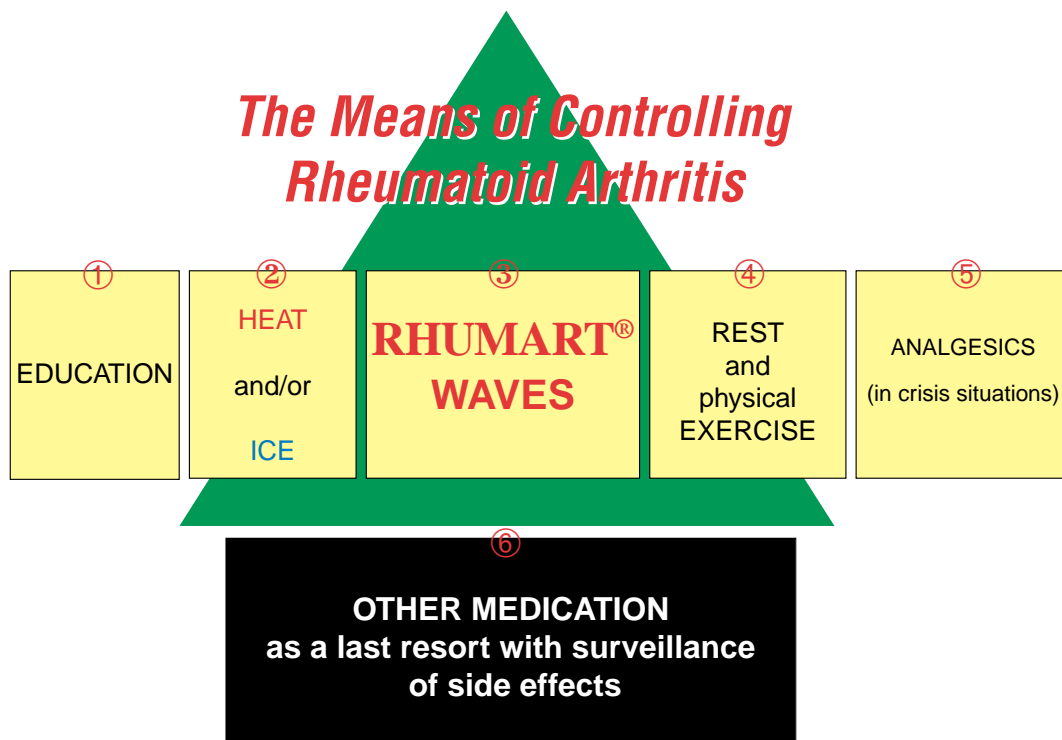 The Means of Controlling
Rheumatoid Arthritis
①
EDUCATION
②
HEAT
and/or
ICE
③
RHUMART®
WAVES
④
REST
and
physical
EXERCISE
⑤
ANALGESICS
(in crisis situations)
⑥
OTHER MEDICATION
as a last resort with surveillance
of side effects